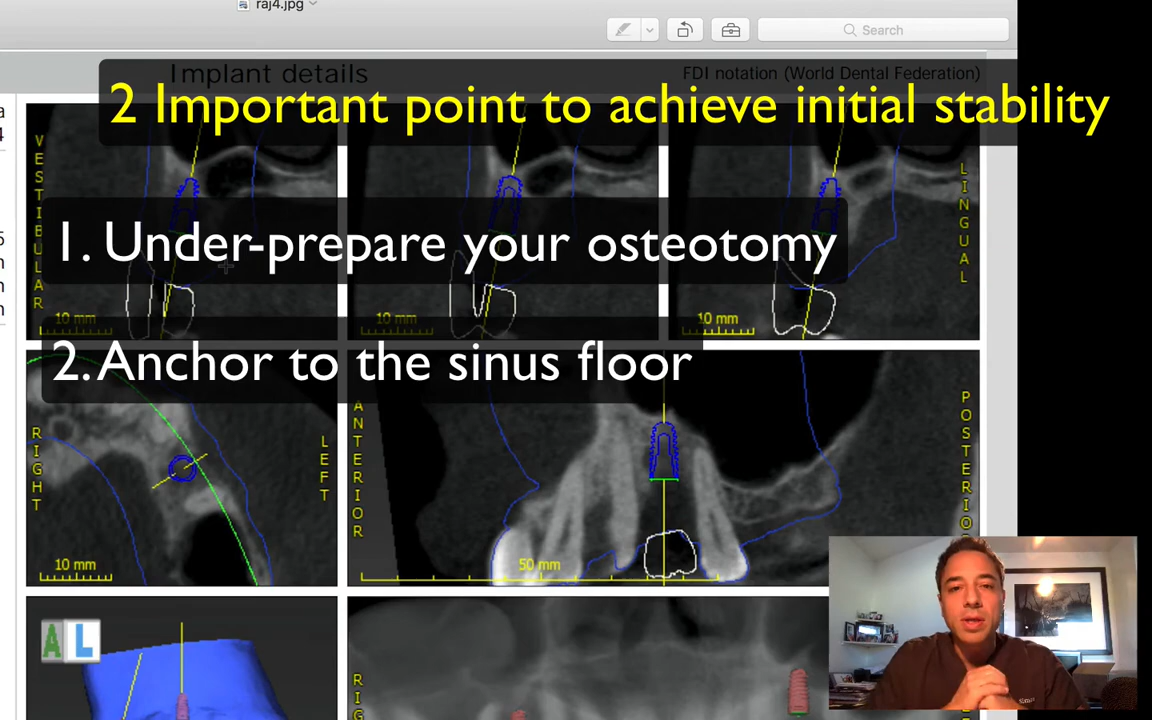 raj4.jpg
Search
Implant details
FDI notation (World Dental Federation)
2 Important point to achieve initial stability
1. Under-prepare your osteotomy
2. Anchor to the sinus floor
VESTIBULAR
LINGUAL
10 mm
10 mm
10 mm
RIGHT
LEFT
ANTERIOR
POSTERIO
10 mm
50 mm
A L
RIG